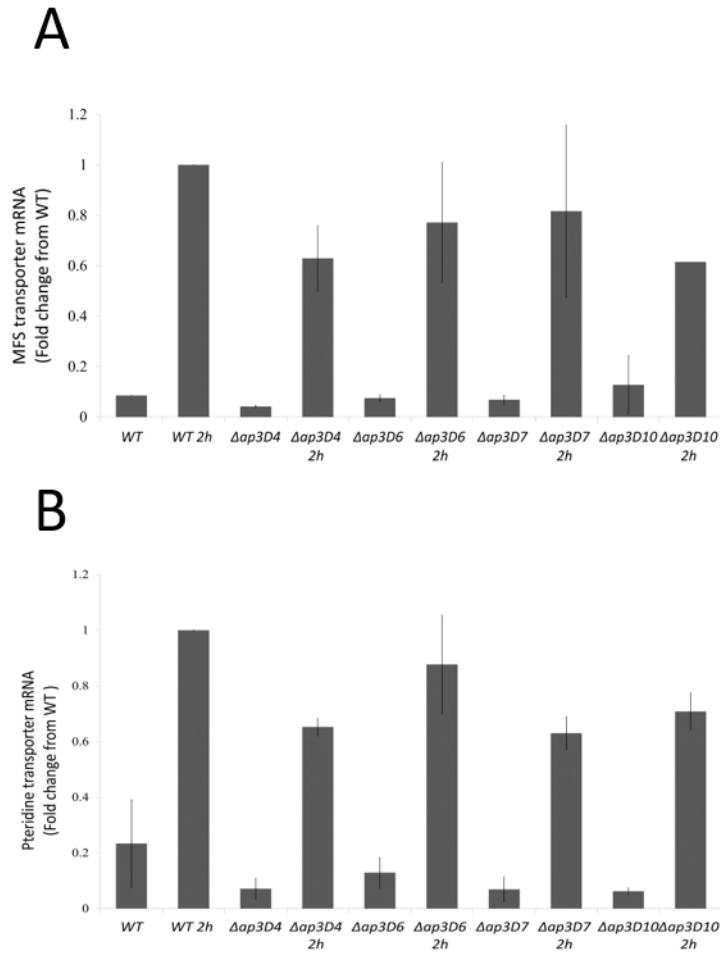 A
MFS transporter mRNA
(Fold change from WT)
1.2
1
0.8
0.6
0.4
0.2
0
WT
WT 2h
Δap3D4
Δap3D4
2h
Δap3D6
Δap3D6
2h
Δap3D7
Δap3D7
2h
Δap3D10
Δap3D10
2h
B
Pteridine transporter mRNA
(Fold change from WT )
1.2
1
0.8
0.6
0.4
0.2
0
WT
WT 2h
Δap3D4
Δap3D4
2h
Δap3D6
Δap3D6
2h
Δap3D7
Δap3D7
2h
Δap3D10
Δap3D10
2h